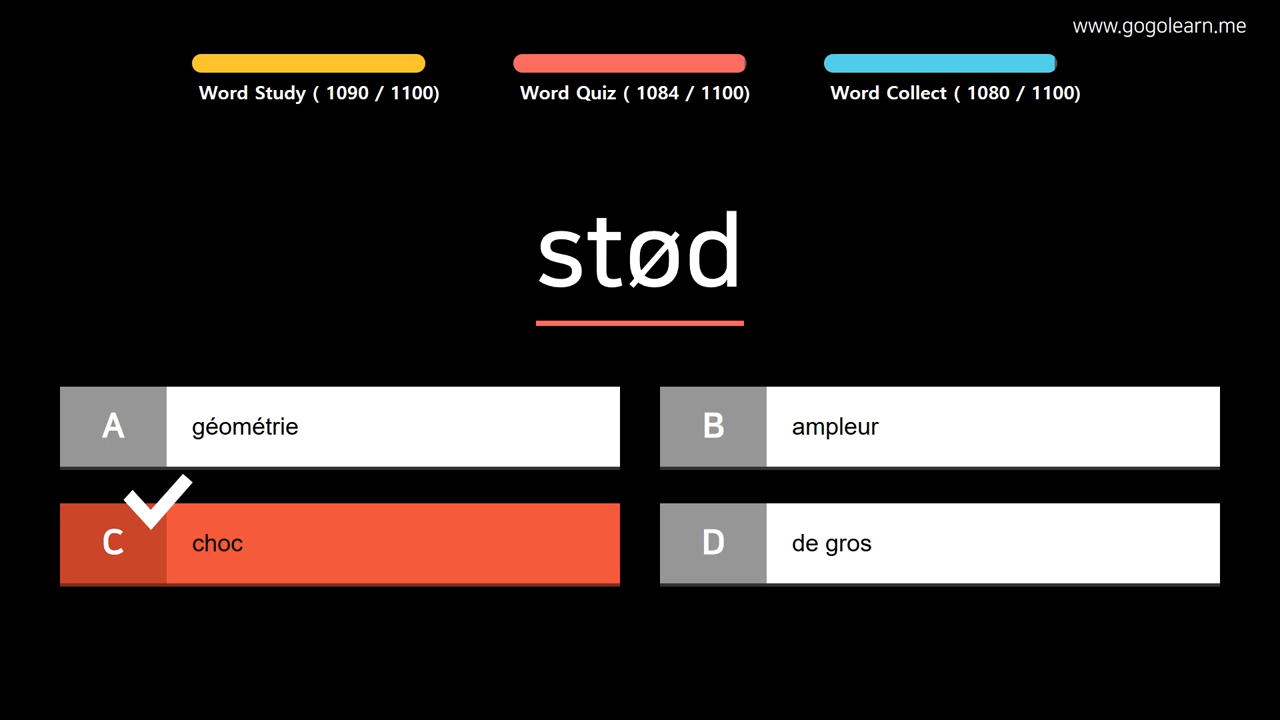 www.gogolearn.me
Word Study ( 1090 / 1100)
Word Quiz ( 1084 / 1100)
Word Collect ( 1080 / 1100)
stød
A géométrie
B ampleur
C choc
D de gros